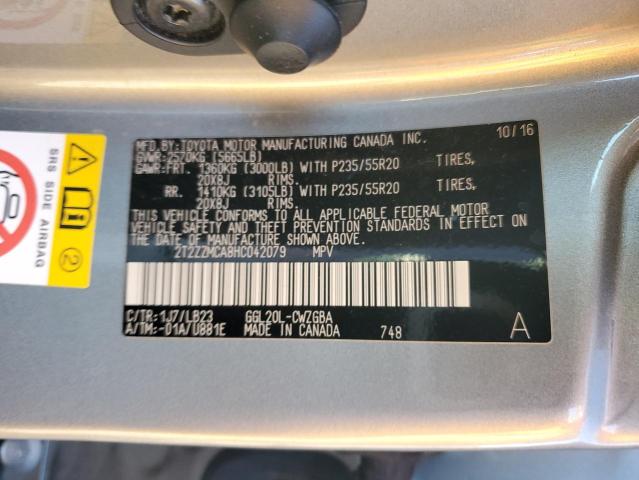 MFD.BY:TOYOTA MOTOR MANUFACTURING CANADA INC. 10/16
GVWR:2570KG (5665LB)
GAWR:FRT. 1360KG (3000LB) WITH P235/55R20 TIRES,
20X8J RIMS.
RR. 1410KG (3105LB) WITH P235/55R20 TIRES,
20X8J RIMS.
THIS VEHICLE CONFORMS TO ALL APPLICABLE FEDERAL MOTOR
VEHICLE SAFETY AND THEFT PREVENTION STANDARDS IN EFFECT ON
THE DATE OF MANUFACTURE SHOWN ABOVE.
2T2ZZMCA8HC042079 MPV
C/TR:1J7/LB23 GGL20L-CWZGBA
A/TM:-01A/U881E MADE IN CANADA 748 A
SRS SIDE AIRBAG
2